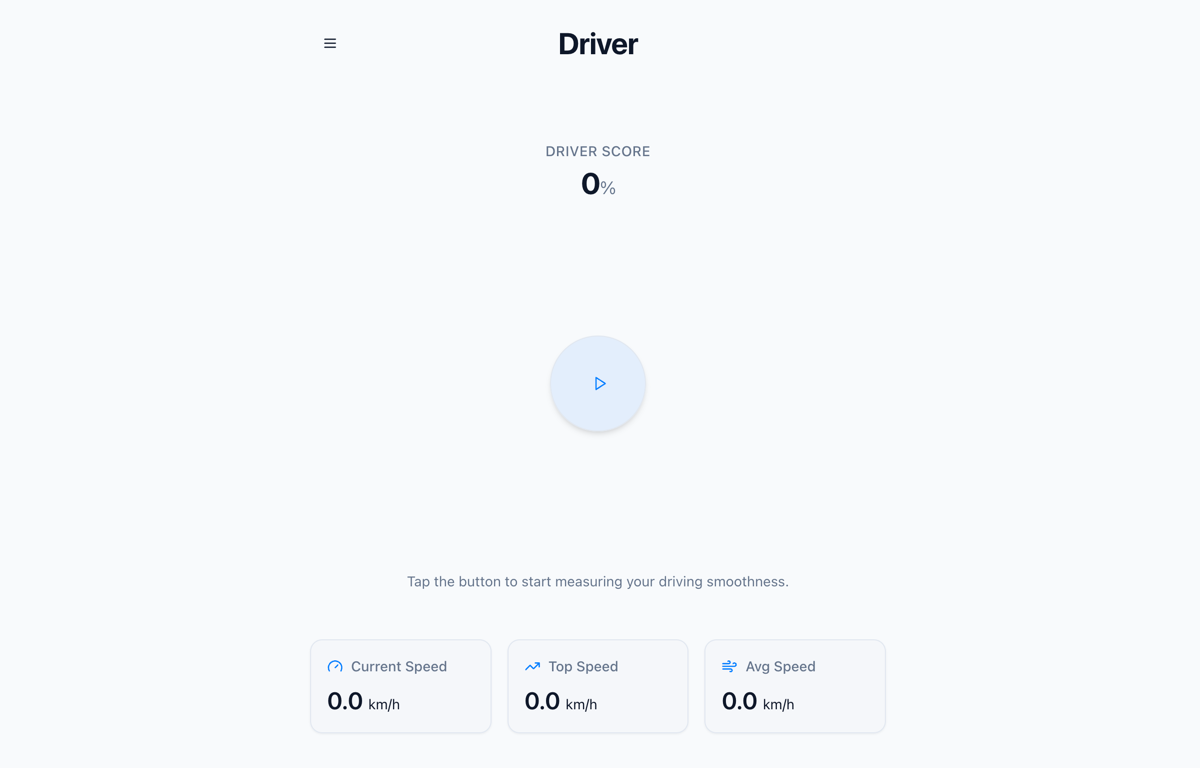 Driver
DRIVER SCORE
0%
Tap the button to start measuring your driving smoothness.
Current Speed
0.0 km/h
Top Speed
0.0 km/h
Avg Speed
0.0 km/h